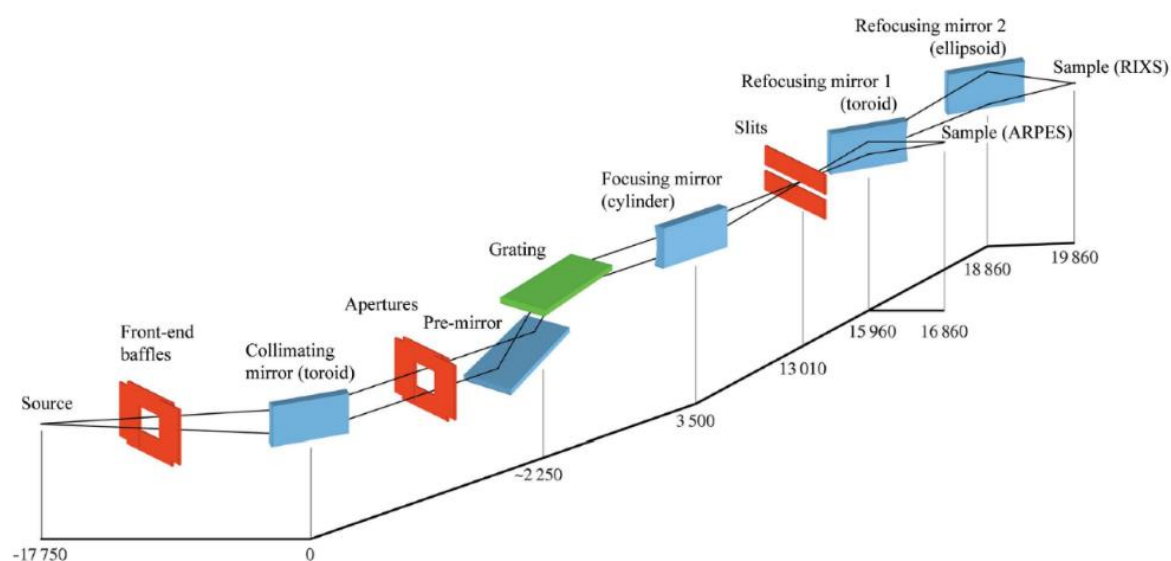 Refocusing mirror 2
(ellipsoid)
Sample (RIXS)
Refocusing mirror 1
(toroid)
Sample (ARPES)
Slits
Focusing mirror
(cylinder)
Grating
Apertures
Pre-mirror
Front-end
baffles
Collimating
mirror (toroid)
Source
18 860
19 860
15 960
16 860
13 010
3 500
~2 250
-17 750
0